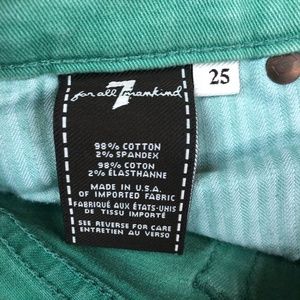 7
for all mankind
25
98% COTTON
2% SPANDEX
98% COTON
2% ÉLASTHANNE
MADE IN U.S.A.
OF IMPORTED FABRIC
FABRIQUÉ AUX ÉTATS-UNIS
DE TISSU IMPORTÉ
SEE REVERSE FOR CARE
ENTRETIEN AU VERSO